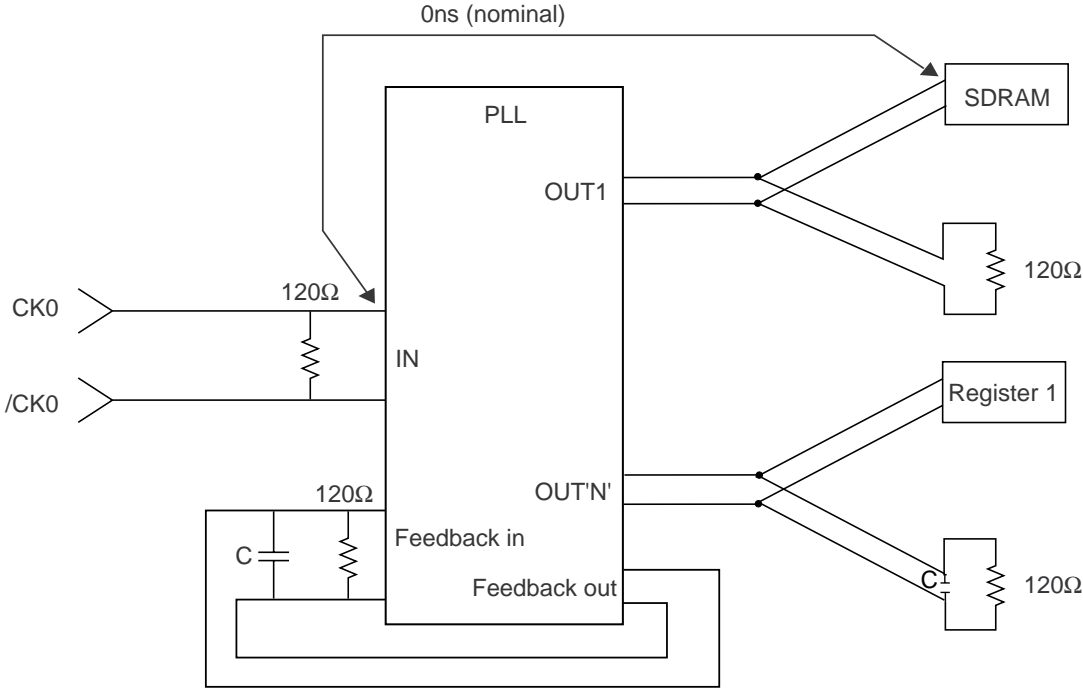 0ns (nominal)
PLL
SDRAM
OUT1
120Ω
120Ω
CK0
IN
/CK0
Register 1
120Ω
OUT'N'
Feedback in
C
C
120Ω
Feedback out